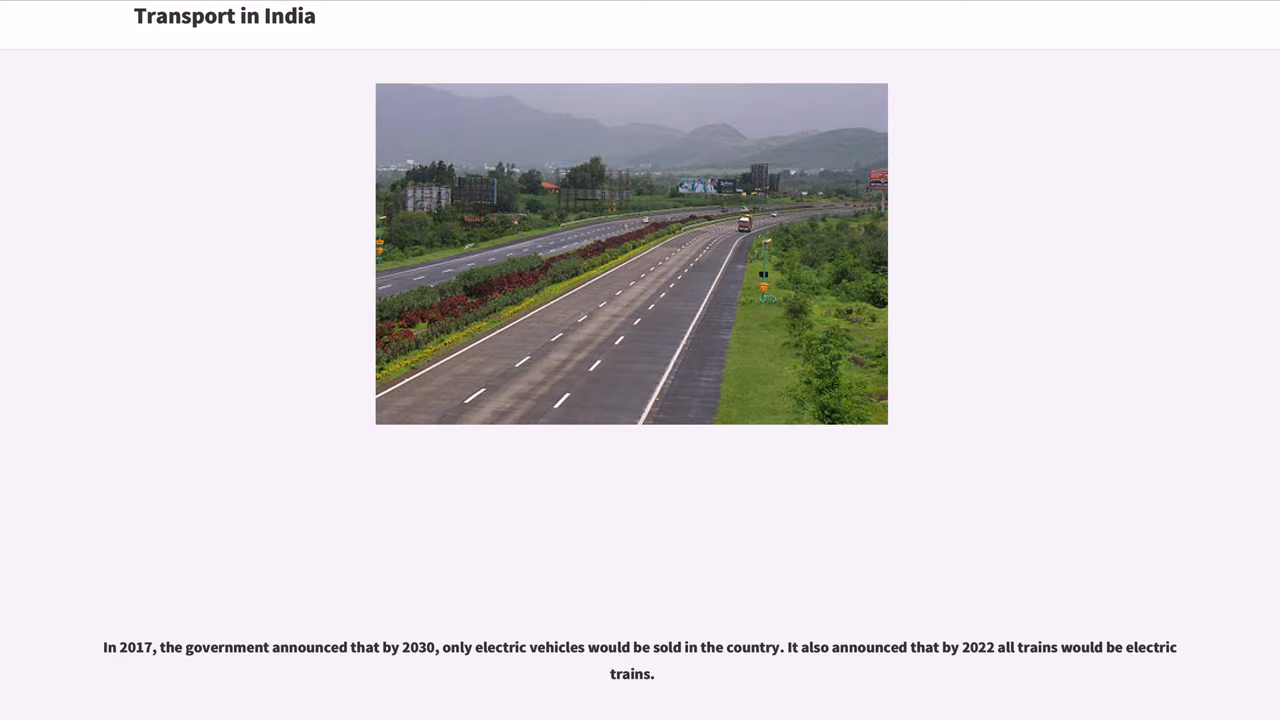 Transport in India
In 2017, the government announced that by 2030, only electric vehicles would be sold in the country. It also announced that by 2022 all trains would be electric
trains.